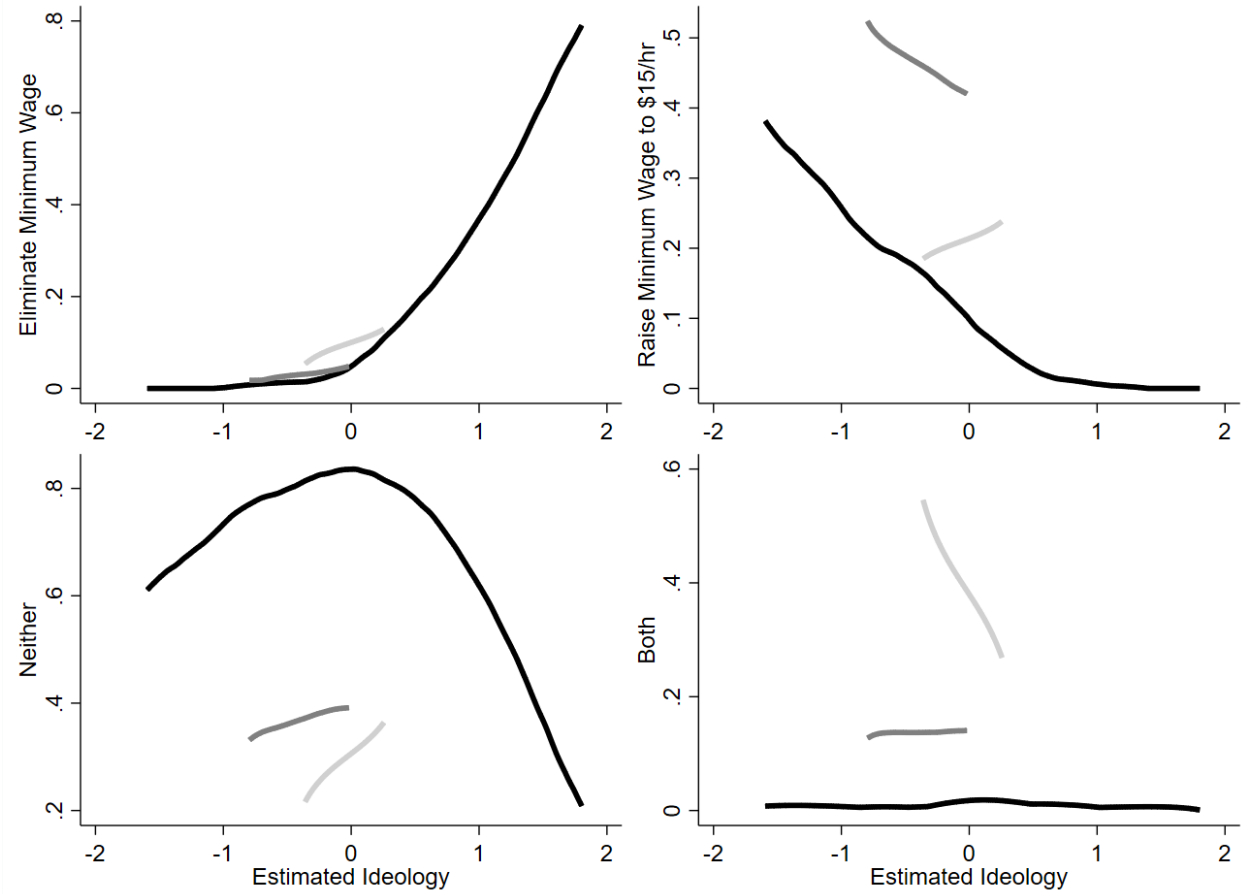 Eliminate Minimum Wage
0 .2 .4 .6 .8
-2 -1 0 1 2
Raise Minimum Wage to $15/hr
0 .1 .2 .3 .4 .5
-2 -1 0 1 2
Neither
.2 .4 .6 .8
-2 -1 0 1 2
Estimated Ideology
Both
0 .2 .4 .6
-2 -1 0 1 2
Estimated Ideology